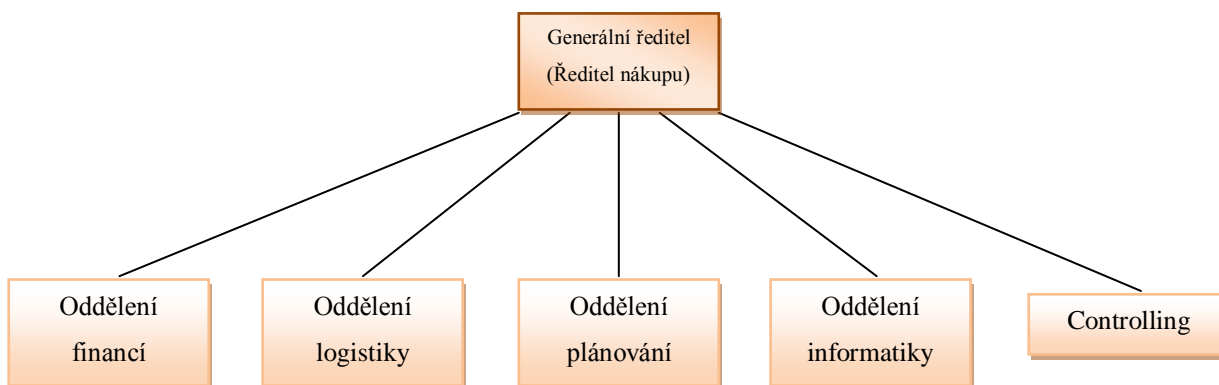 Generální ředitel
(Ředitel nákupu)
Oddělení
financí
Oddělení
logistiky
Oddělení
plánování
Oddělení
informatiky
Controlling